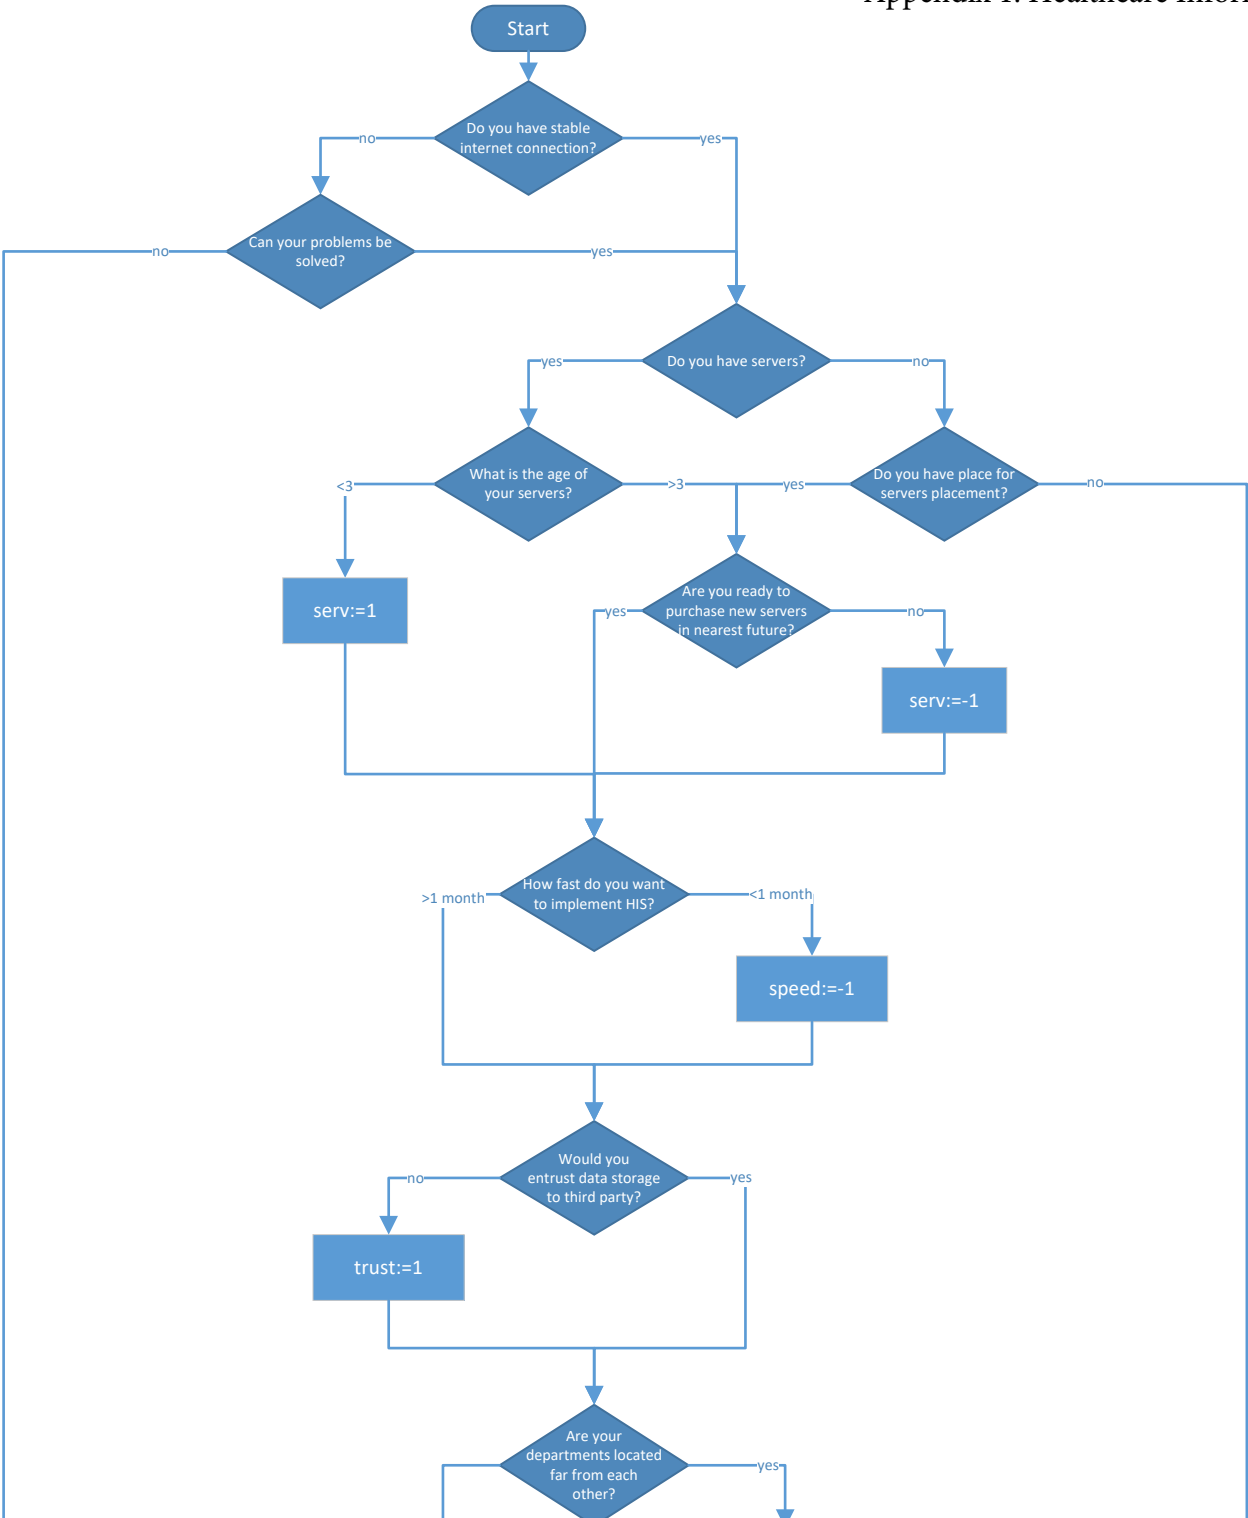 Start
Do you have stable
internet connection?
no
yes
Can your problems be
solved?
no
yes
Do you have servers?
yes
no
What is the age of
your servers?
<3
>3
yes
Do you have place for
servers placement?
no
serv:=1
Are you ready to
purchase new servers
in nearest future?
yes
no
serv:=-1
How fast do you want
to implement HIS?
>1 month
<1 month
speed:=-1
Would you
entrust data storage
to third party?
no
yes
trust:=1
Are your
departments located
far from each
other?
yes